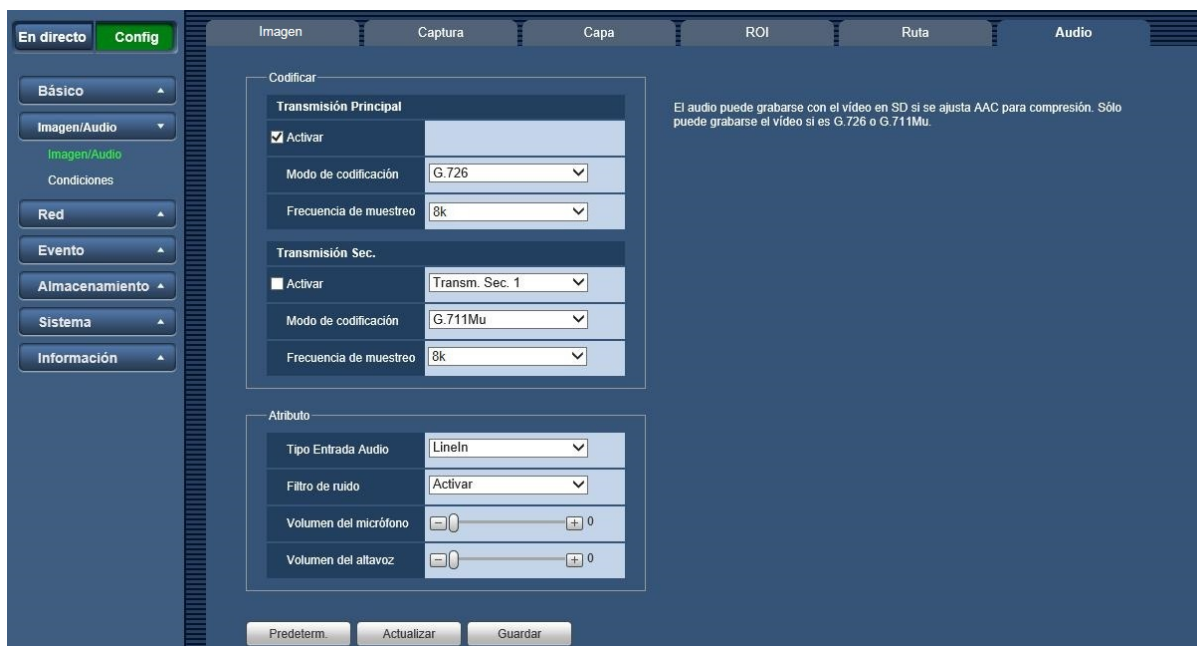 En directo Config
Imagen Captura Capa ROI Ruta Audio
Básico
Imagen/Audio
Imagen/Audio
Condiciones
Red
Evento
Almacenamiento
Sistema
Información
Codificar
Transmisión Principal
Activar
Modo de codificación G.726
Frecuencia de muestreo 8k
Transmisión Sec.
Activar Transm. Sec. 1
Modo de codificación G.711Mu
Frecuencia de muestreo 8k
Atributo
Tipo Entrada Audio LineIn
Filtro de ruido Activar
Volumen del micrófono 0
Volumen del altavoz 0
Predeterm. Actualizar Guardar
El audio puede grabarse con el vídeo en SD si se ajusta AAC para compresión. Sólo
puede grabarse el vídeo si es G.726 o G.711Mu.